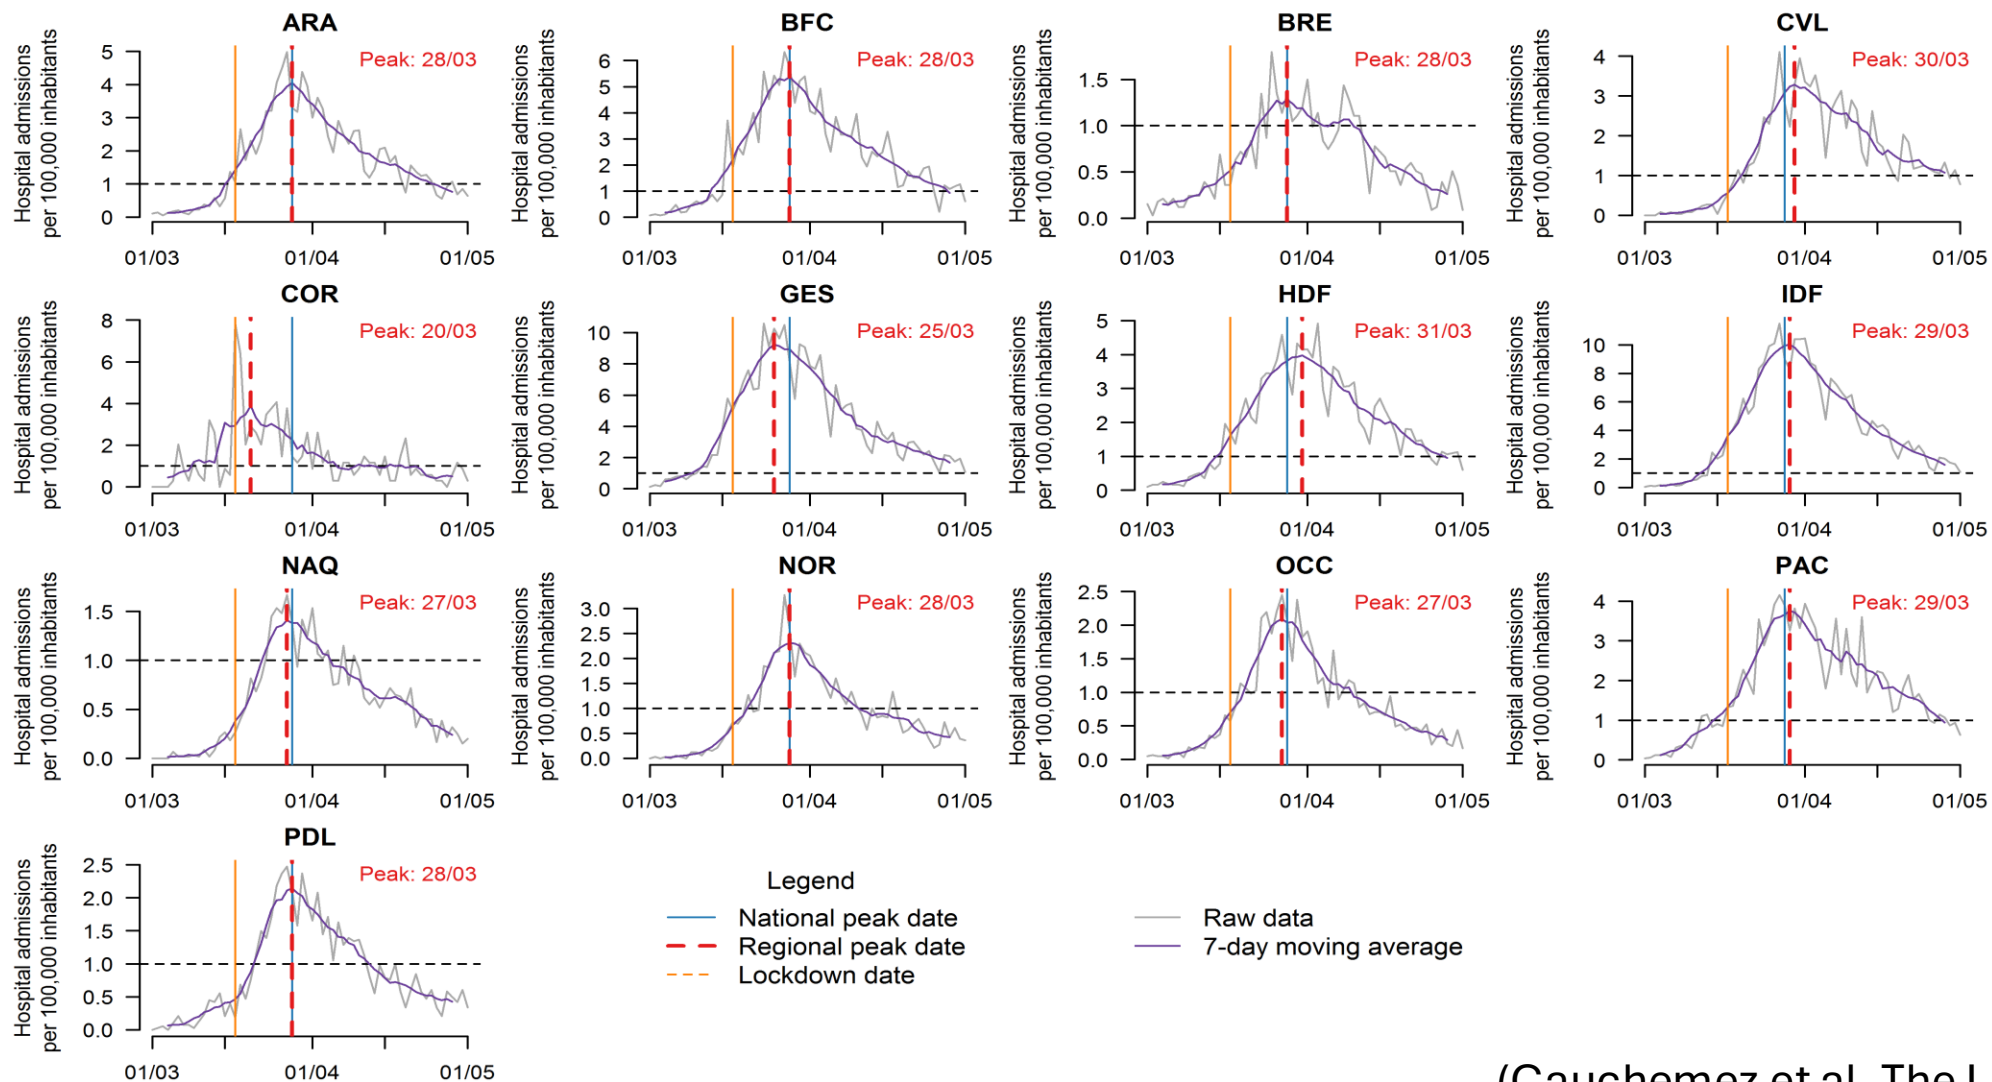 ARA
Hospital admissions
per 100,000 inhabitants
Peak: 28/03
5
4
3
2
1
0
01/03
01/04
01/05
BFC
Hospital admissions
per 100,000 inhabitants
Peak: 28/03
6
5
4
3
2
1
0
01/03
01/04
01/05
BRE
Hospital admissions
per 100,000 inhabitants
Peak: 28/03
1.5
1.0
0.5
0.0
01/03
01/04
01/05
CVL
Hospital admissions
per 100,000 inhabitants
Peak: 30/03
4
3
2
1
0
01/03
01/04
01/05
COR
Hospital admissions
per 100,000 inhabitants
Peak: 20/03
8
6
4
2
0
01/03
01/04
01/05
GES
Hospital admissions
per 100,000 inhabitants
Peak: 25/03
10
8
6
4
2
0
01/03
01/04
01/05
HDF
Hospital admissions
per 100,000 inhabitants
Peak: 31/03
5
4
3
2
1
0
01/03
01/04
01/05
IDF
Hospital admissions
per 100,000 inhabitants
Peak: 29/03
10
8
6
4
2
0
01/03
01/04
01/05
NAQ
Hospital admissions
per 100,000 inhabitants
Peak: 27/03
1.5
1.0
0.5
0.0
01/03
01/04
01/05
NOR
Hospital admissions
per 100,000 inhabitants
Peak: 28/03
3.0
2.5
2.0
1.5
1.0
0.5
0.0
01/03
01/04
01/05
OCC
Hospital admissions
per 100,000 inhabitants
Peak: 27/03
2.5
2.0
1.5
1.0
0.5
0.0
01/03
01/04
01/05
PAC
Hospital admissions
per 100,000 inhabitants
Peak: 29/03
4
3
2
1
0
01/03
01/04
01/05
PDL
Hospital admissions
per 100,000 inhabitants
Peak: 28/03
2.5
2.0
1.5
1.0
0.5
0.0
01/03
01/04
01/05
Legend
National peak date
Regional peak date
Lockdown date
Raw data
7-day moving average
(Cauchemez et al. The